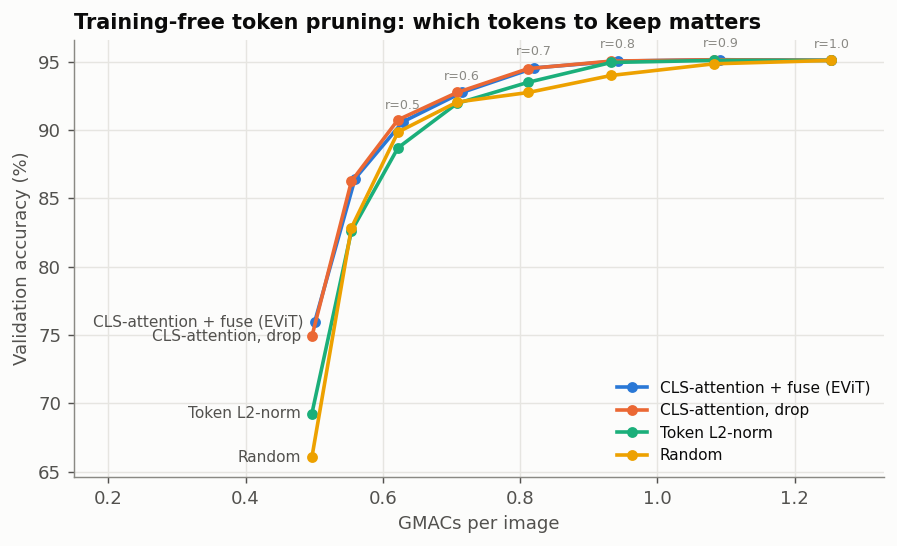 Training-free token pruning: which tokens to keep matters
r=0.5
r=0.6
r=0.7
r=0.8
r=0.9
r=1.0
95
90
85
80
75
70
65
Validation accuracy (%)
CLS-attention + fuse (EViT)
CLS-attention, drop
Token L2-norm
Random
CLS-attention + fuse (EViT)
CLS-attention, drop
Token L2-norm
Random
0.2
0.4
0.6
0.8
1.0
1.2
GMACs per image